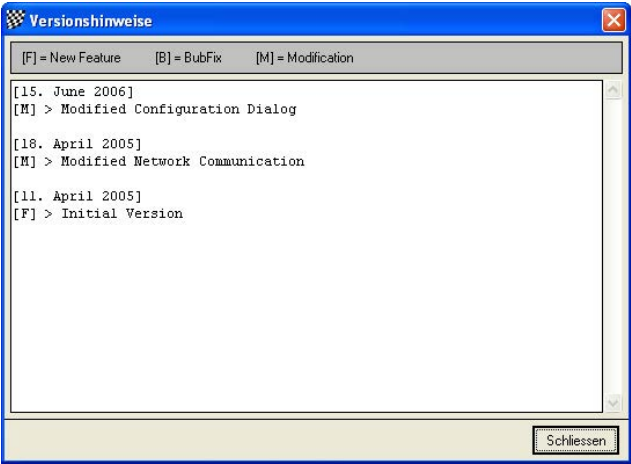 Versionshinweise
[F] = New Feature [B] = BubFix [M] = Modification
[15. June 2006]
[M] > Modified Configuration Dialog
[18. April 2005]
[M] > Modified Network Communication
[11. April 2005]
[F] > Initial Version
Schliessen